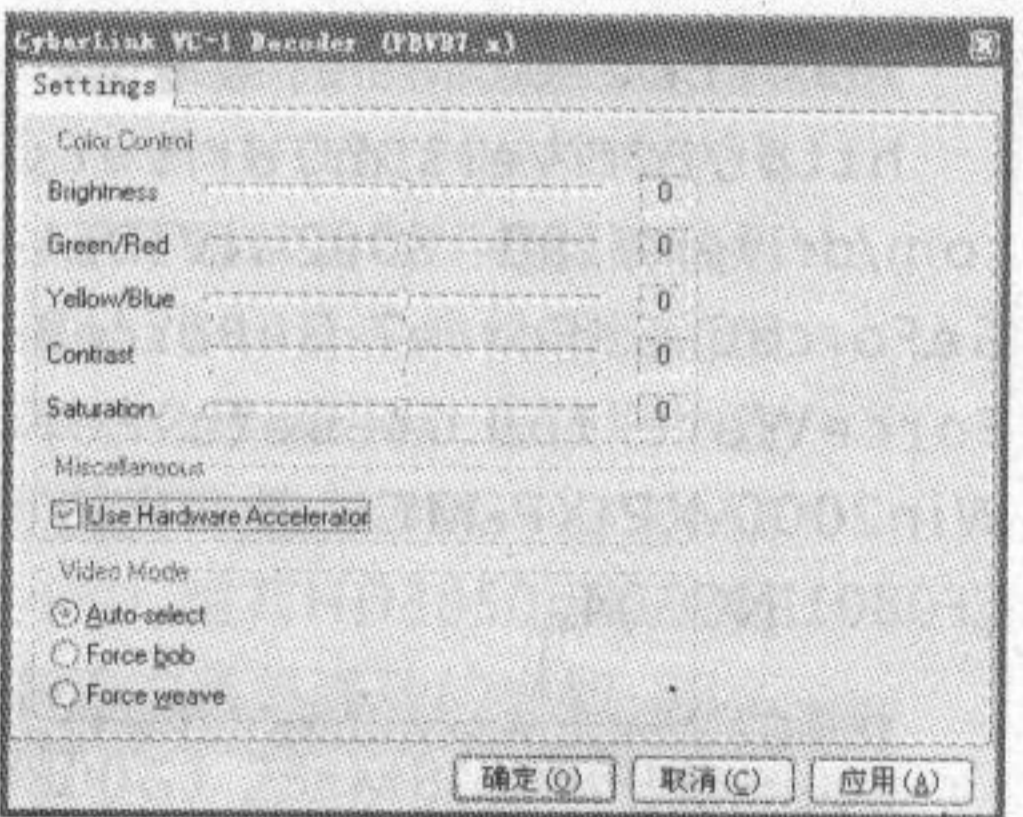 CyberLink VC-1 Decoder (PDVD7.x)
Settings
Color Control
Brightness 0
Green/Red 0
Yellow/Blue 0
Contrast 0
Saturation 0
Miscellaneous
Use Hardware Accelerator
Video Mode
Auto-select
Force bob
Force weave
确定(O) 取消(C) 应用(A)